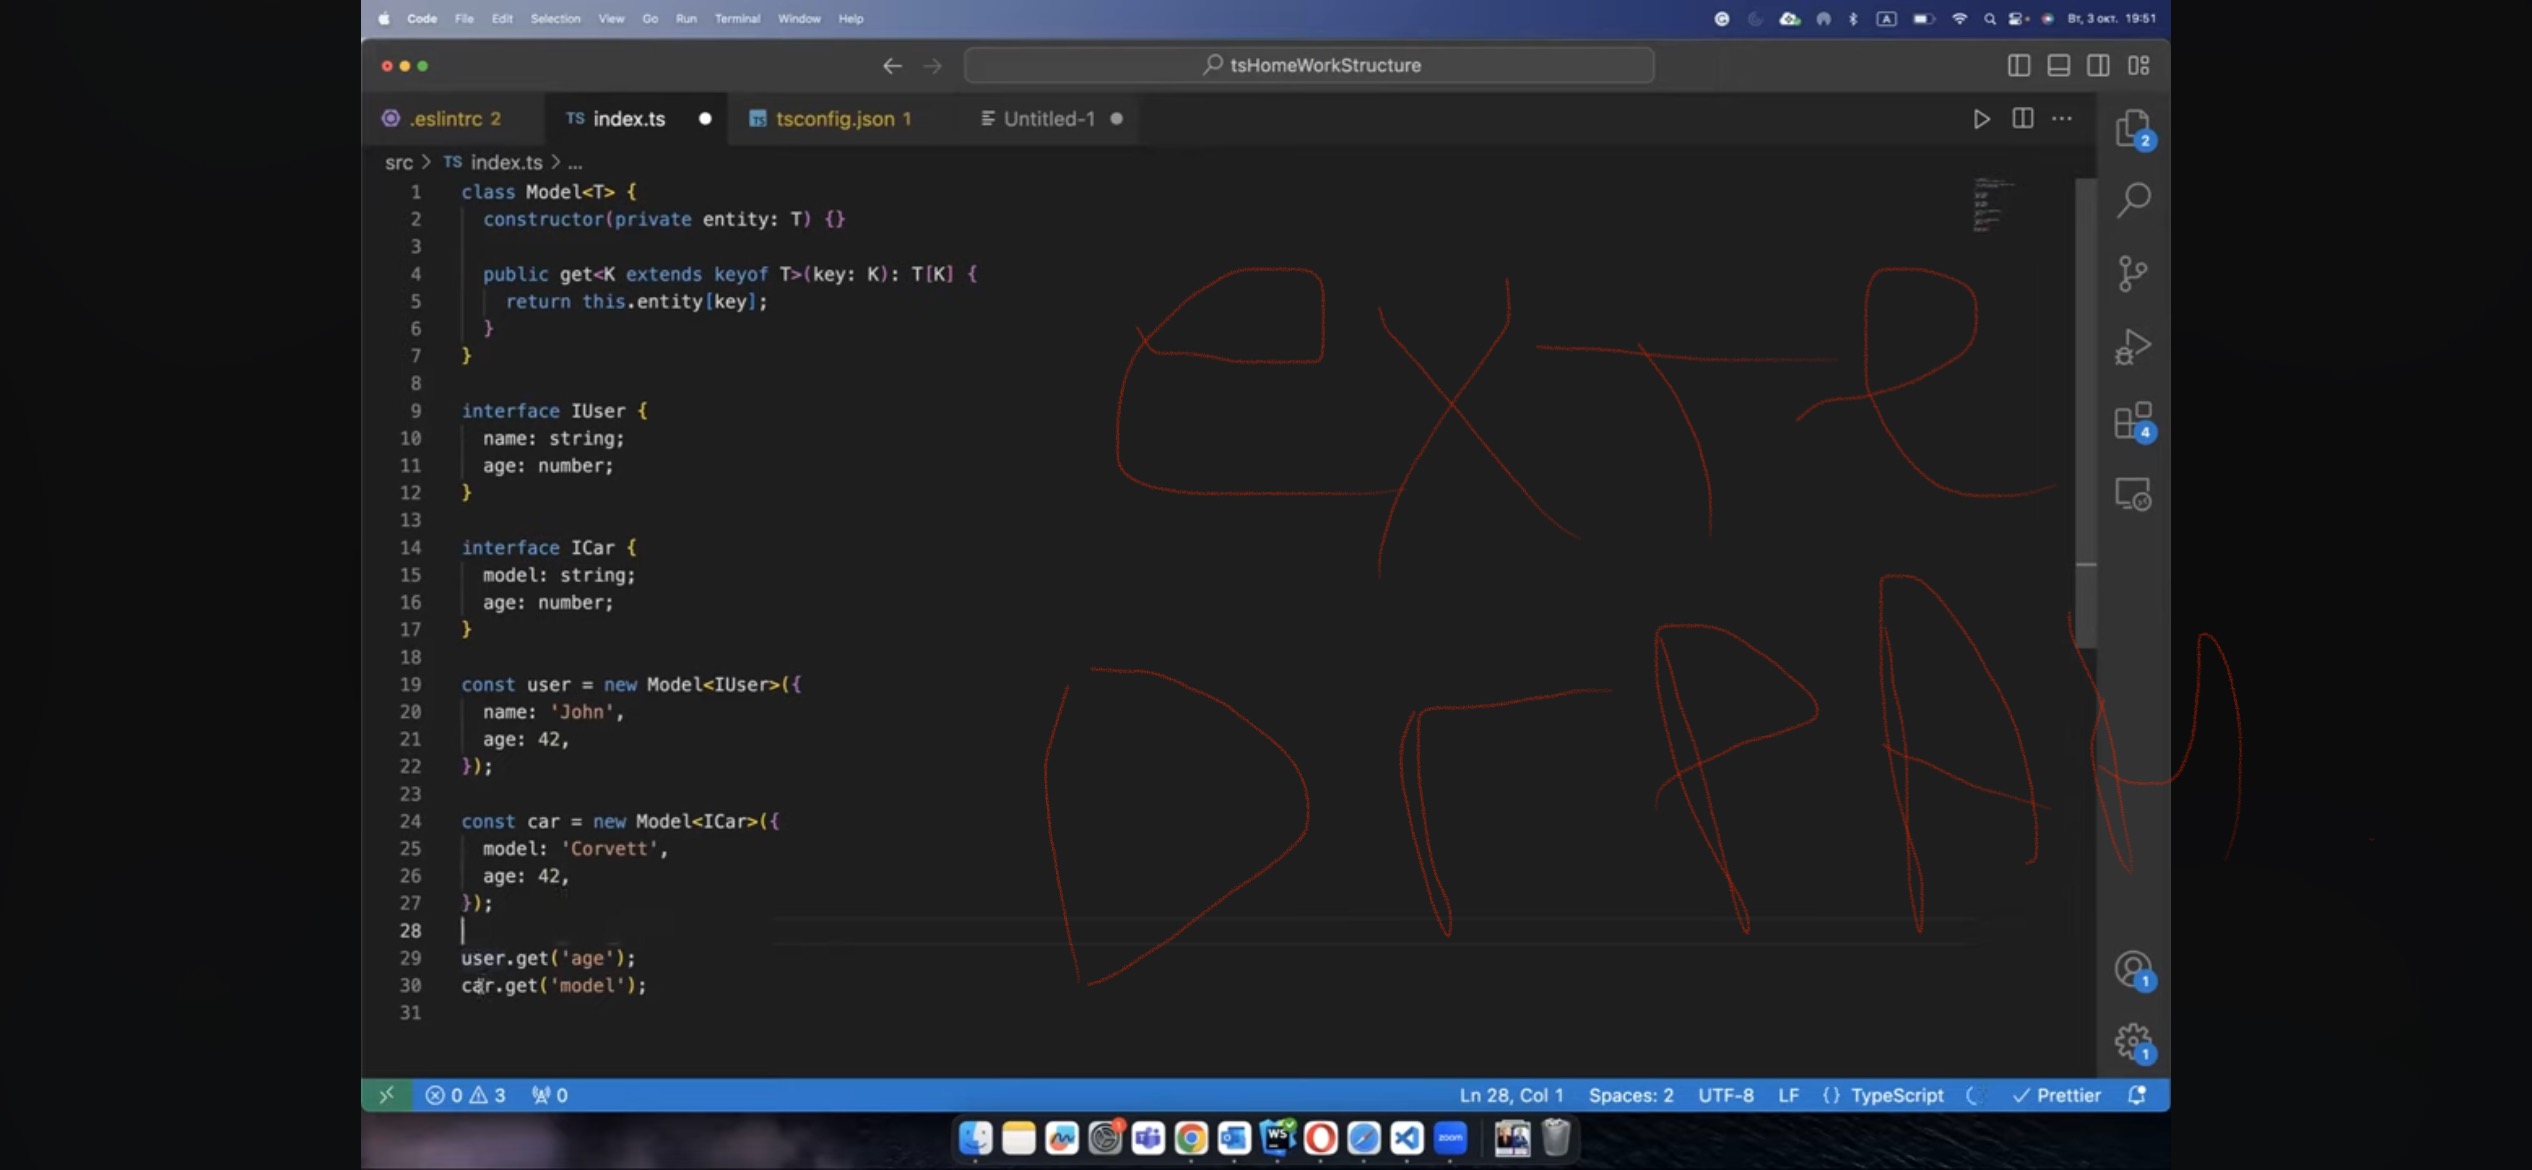 Code File Edit Selection View Go Run Terminal Window Help A Вт, 3 окт. 19:51
tsHomeWorkStructure
.eslintrc 2 TS index.ts TS tsconfig.json 1 Untitled-1
src > TS index.ts > ...
1 class Model<T> {
2 constructor(private entity: T) {}
3
4 public get<K extends keyof T>(key: K): T[K] {
5 return this.entity[key];
6 }
7 }
8
9 interface IUser {
10 name: string;
11 age: number;
12 }
13
14 interface ICar {
15 model: string;
16 age: number;
17 }
18
19 const user = new Model<IUser>({
20 name: 'John',
21 age: 42,
22 });
23
24 const car = new Model<ICar>({
25 model: 'Corvett',
26 age: 42,
27 });
28
29 user.get('age');
30 car.get('model');
31
2
4
1
1
0 3 0 Ln 28, Col 1 Spaces: 2 UTF-8 LF {} TypeScript Prettier
1 WS zoom